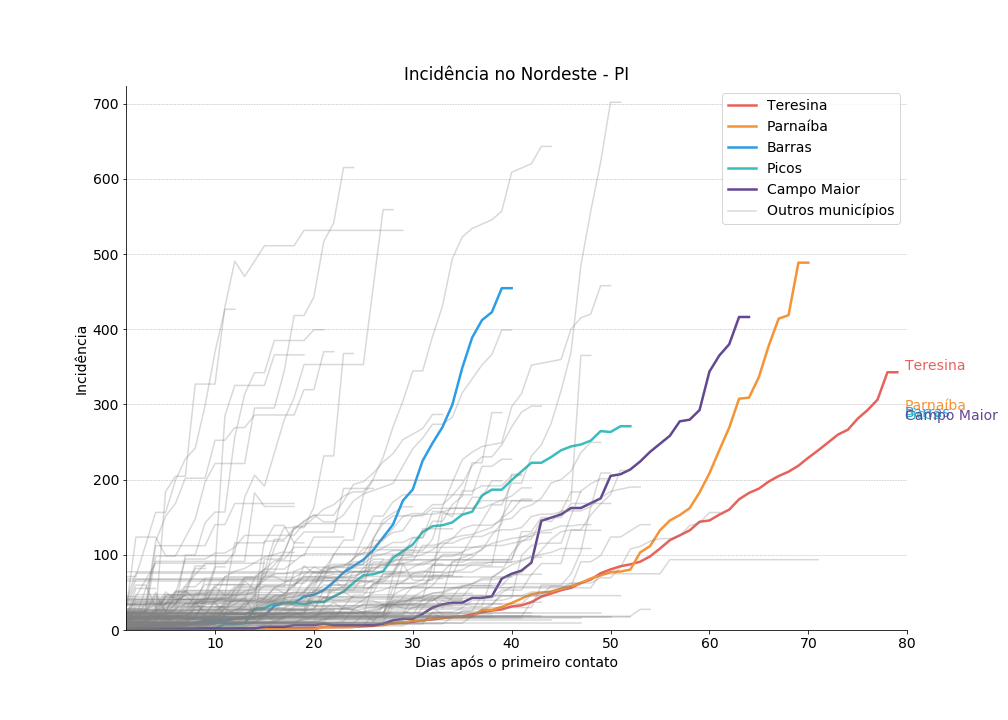 Incidência no Nordeste - PI
Incidência
700
600
500
400
300
200
100
0
10
20
30
40
50
60
70
80
Dias após o primeiro contato
Teresina
Parnaíba
Barras
Picos
Campo Maior
Outros municípios
Teresina
Parnaíba
Campo Maior